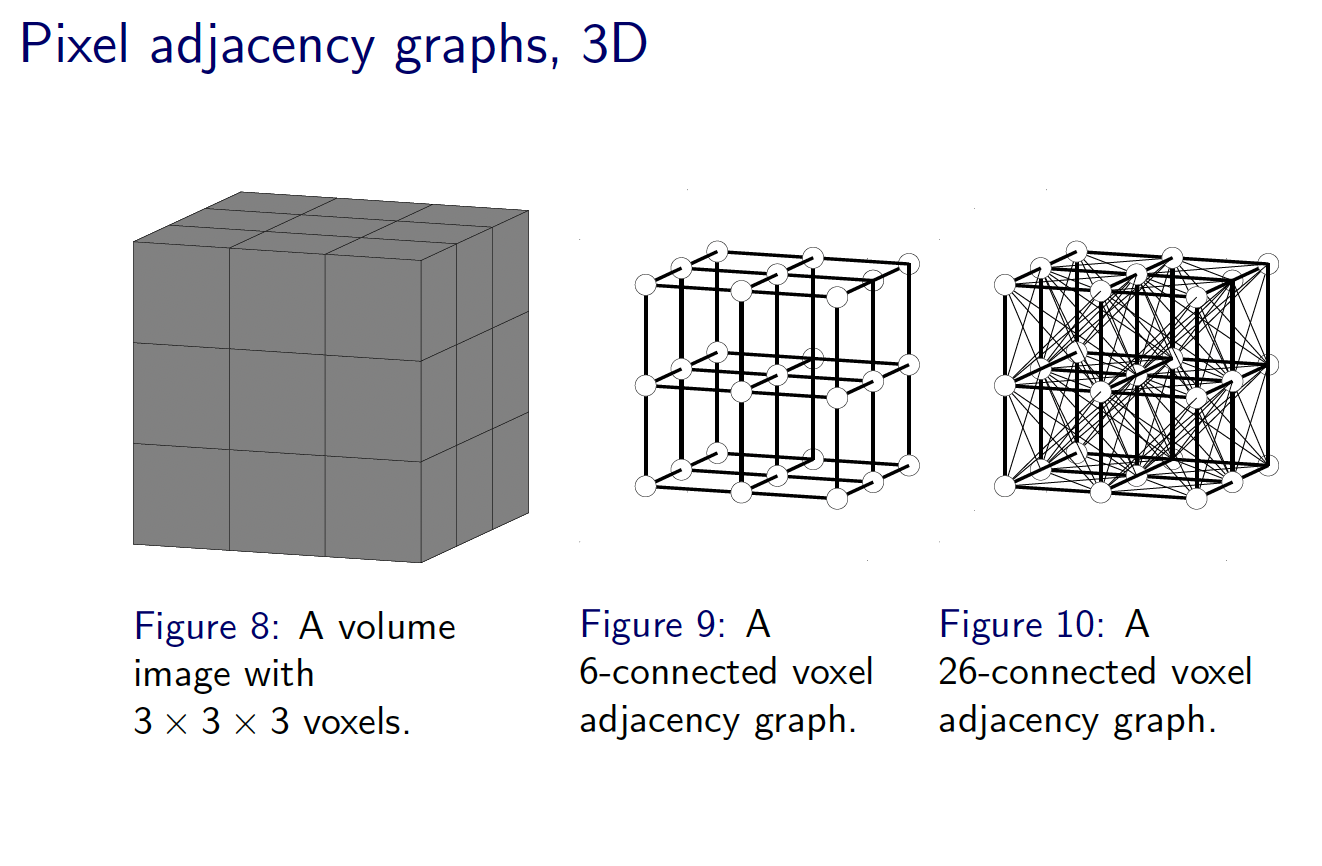 Pixel adjacency graphs, 3D
Figure 8: A volume
image with
3 × 3 × 3 voxels.
Figure 9: A
6-connected voxel
adjacency graph.
Figure 10: A
26-connected voxel
adjacency graph.